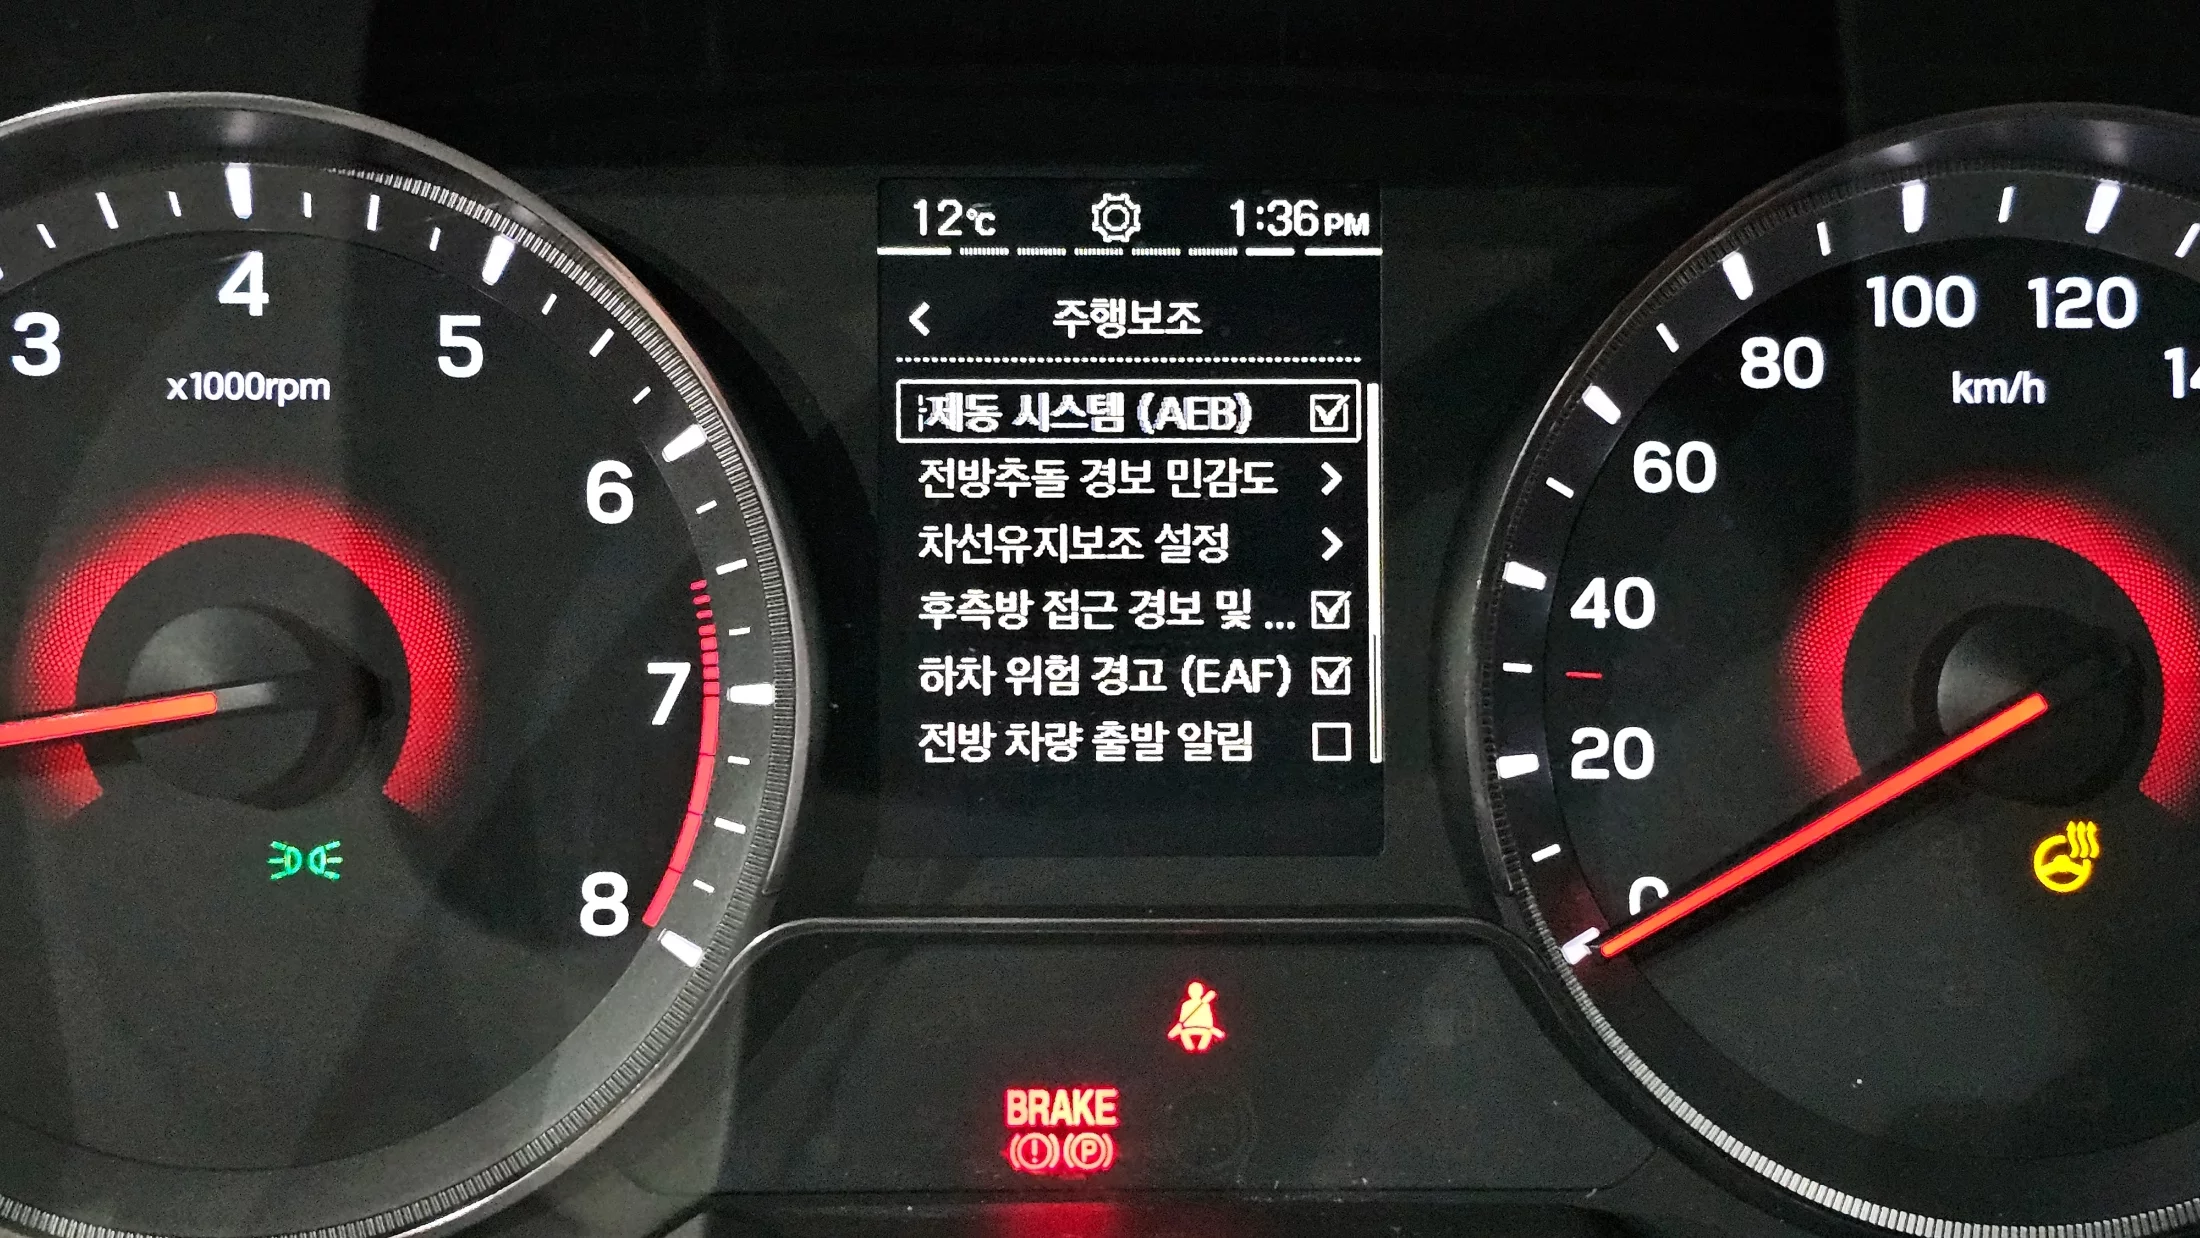 12℃ 1:36PM
주행보조
제동 시스템 (AEB)
전방추돌 경보 민감도
차선유지보조 설정
후측방 접근 경보 및 ...
하차 위험 경고 (EAF)
전방 차량 출발 알림
3
4
5
6
7
8
x1000rpm
0
20
40
60
80
100
120
km/h
BRAKE
(!) (P)